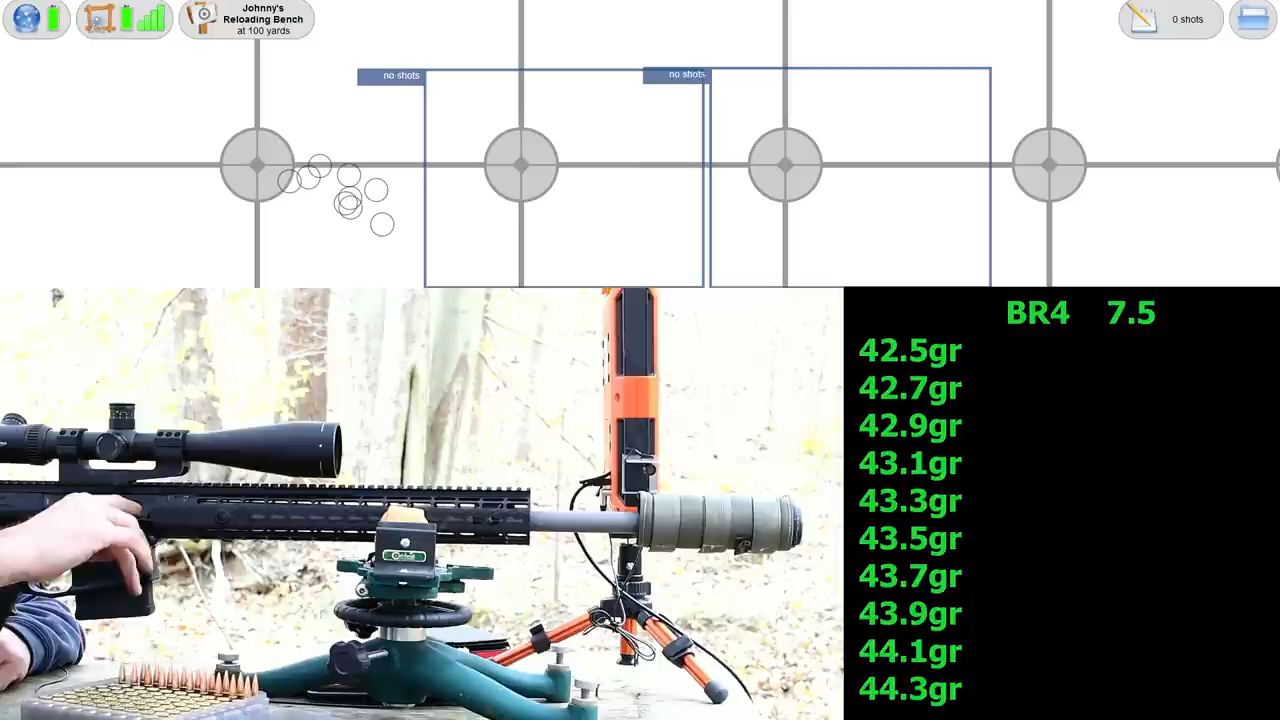 Johnny's
Reloading Bench
at 100 yards
0 shots
no shots
no shots
BR4 7.5
42.5gr
42.7gr
42.9gr
43.1gr
43.3gr
43.5gr
43.7gr
43.9gr
44.1gr
44.3gr